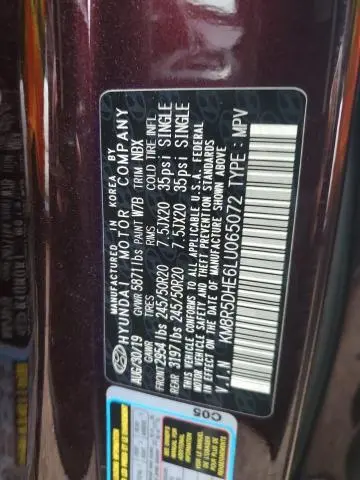 MANUFACTURED IN KOREA BY
HYUNDAI MOTOR COMPANY
AUG/30/19 GVWR 5871lbs PAINT W7B TRIM NBX
GAWR TIRES RIMS COLD TIRE INFL
FRONT 2954 lbs 245/50R20 7.5JX20 35psi SINGLE
REAR 3197 lbs 245/50R20 7.5JX20 35psi SINGLE
THIS VEHICLE CONFORMS TO ALL APPLICABLE U.S.A. FEDERAL
MOTOR VEHICLE SAFETY AND THEFT PREVENTION STANDARDS
IN EFFECT ON THE DATE OF MANUFACTURE SHOWN ABOVE.
V.I.N : KM8R5DHE6LU065072 TYPE : MPV
C05